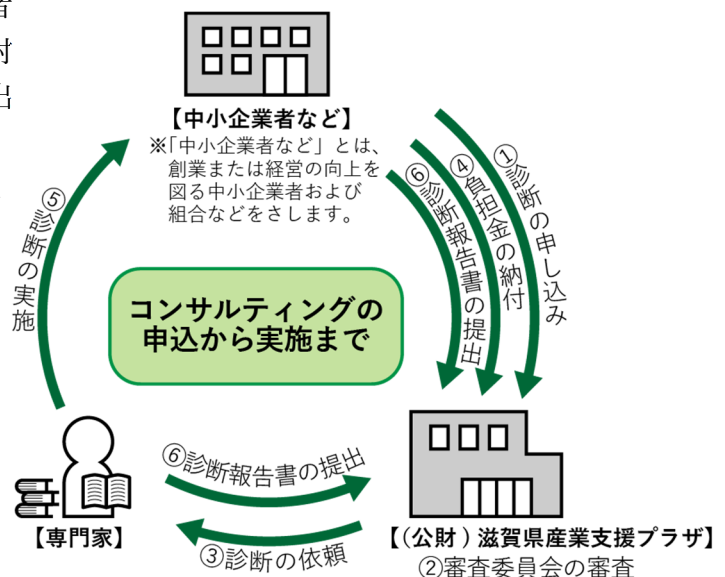 者
対
出
【中小企業者など】
※「中小企業者など」とは、
創業または経営の向上を
図る中小企業者および
組合などをさします。
①診断の申し込み
④負担金の納付
⑥診断報告書の提出
⑤診断の実施
コンサルティングの
申込から実施まで
⑥診断報告書の提出
③診断の依頼
【専門家】
【(公財)滋賀県産業支援プラザ】
②審査委員会の審査